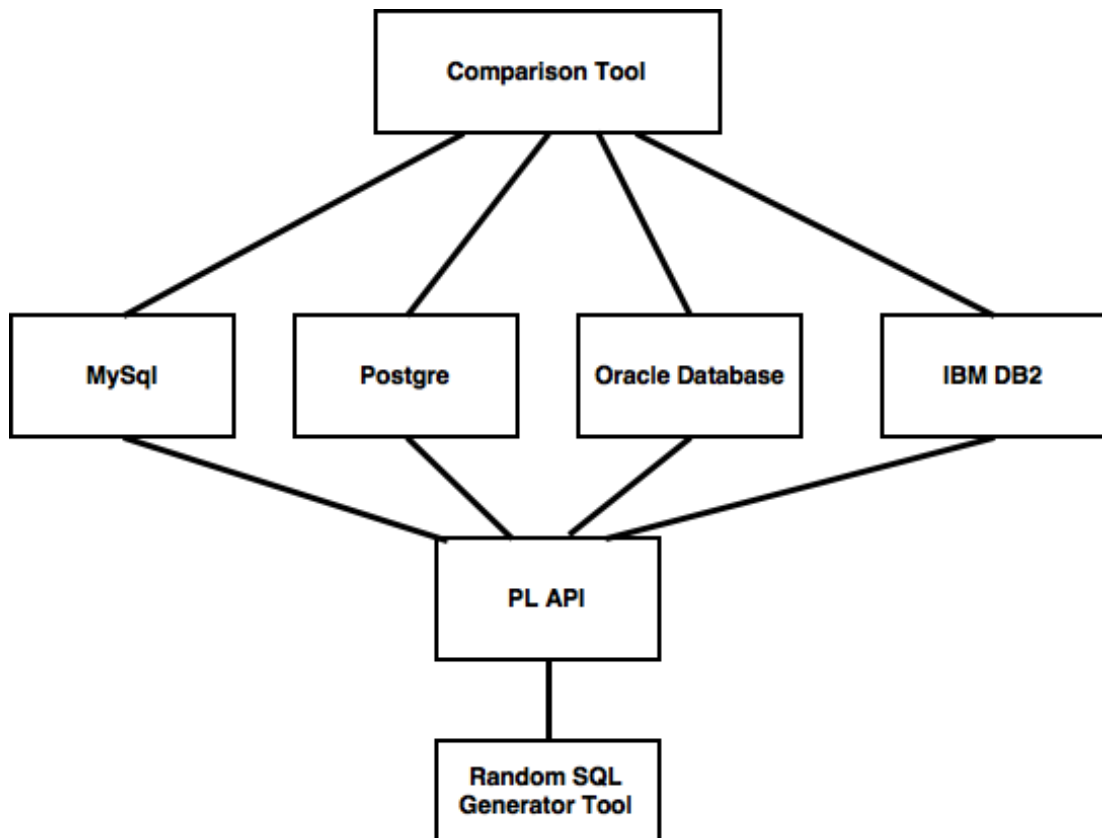 Comparison Tool
MySql
Postgre
Oracle Database
IBM DB2
PL API
Random SQL
Generator Tool